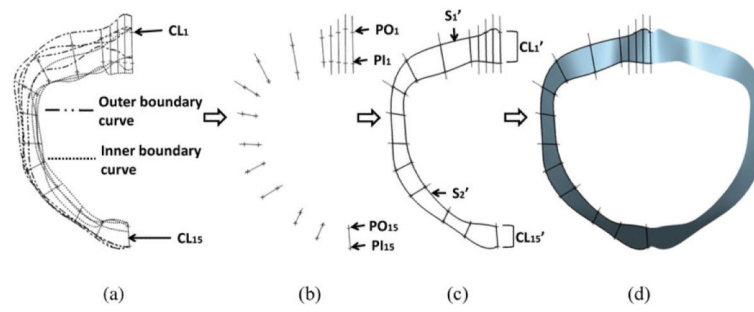 CL1
Outer boundary
curve
Inner boundary
curve
CL15
PO1
PI1
PO15
PI15
S1'
CL1'
S2'
CL15'
(a)
(b)
(c)
(d)